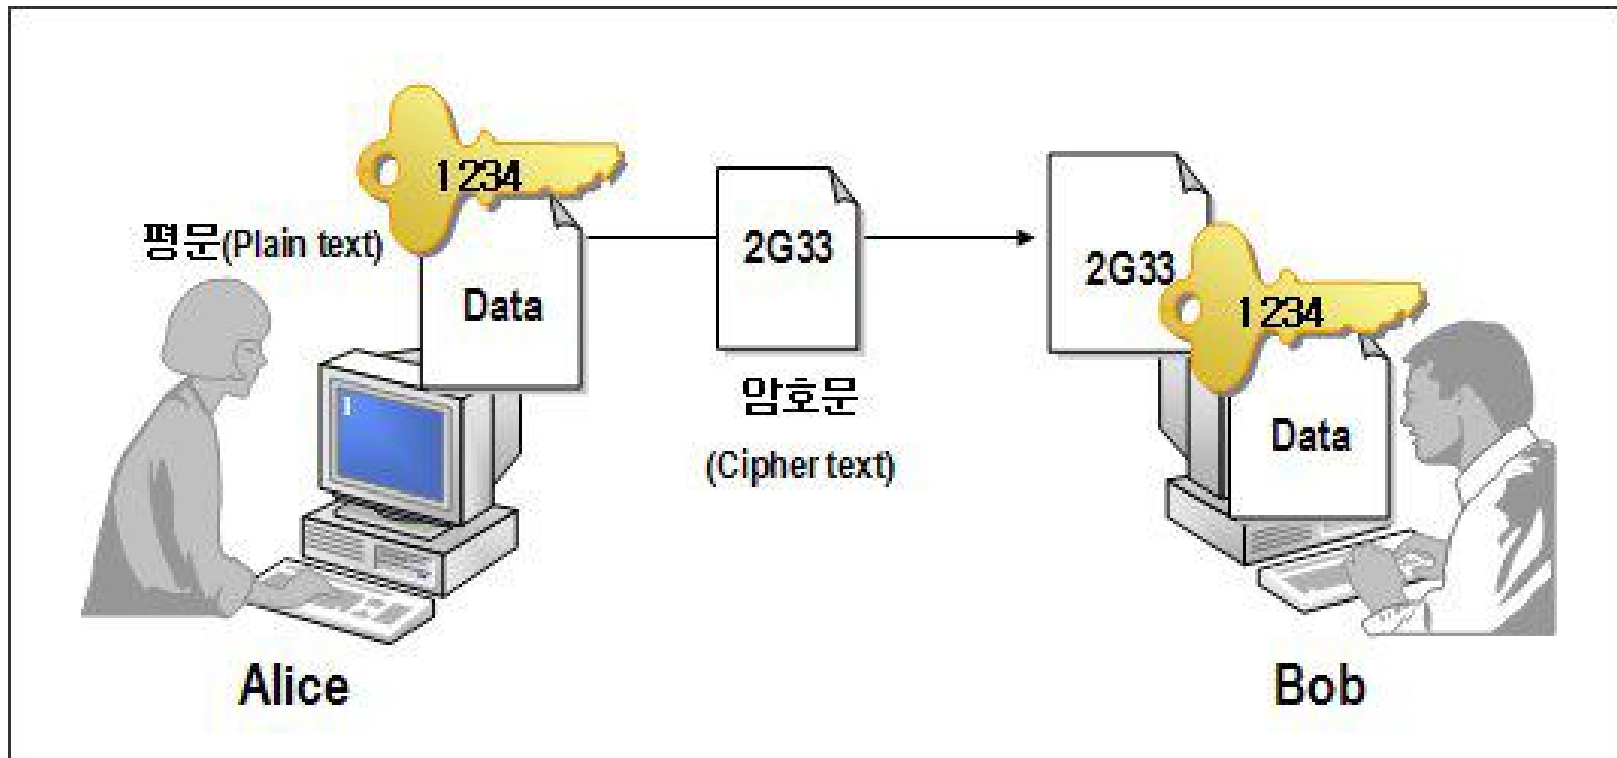 1234
평문(Plain text)
Data
2G33
암호문
(Cipher text)
2G33
1234
Data
Alice
Bob